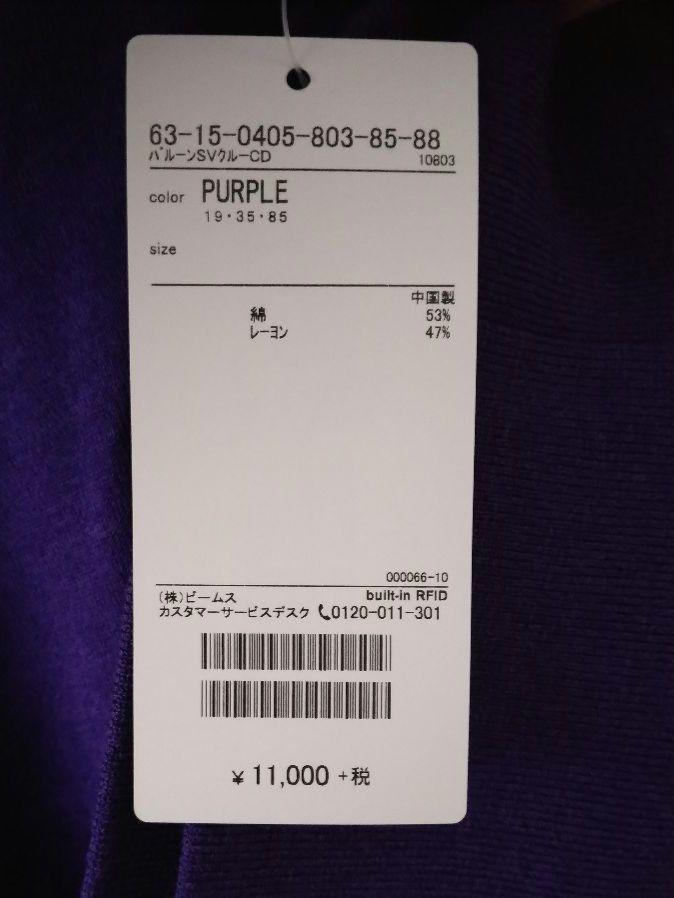 63-15-0405-803-85-88
バルーンSVクルーCD 10803
color PURPLE
19・35・85
size
中国製
綿 53%
レーヨン 47%
000066-10
(株)ビームス built-in RFID
カスタマーサービスデスク 0120-011-301
¥ 11,000 +税